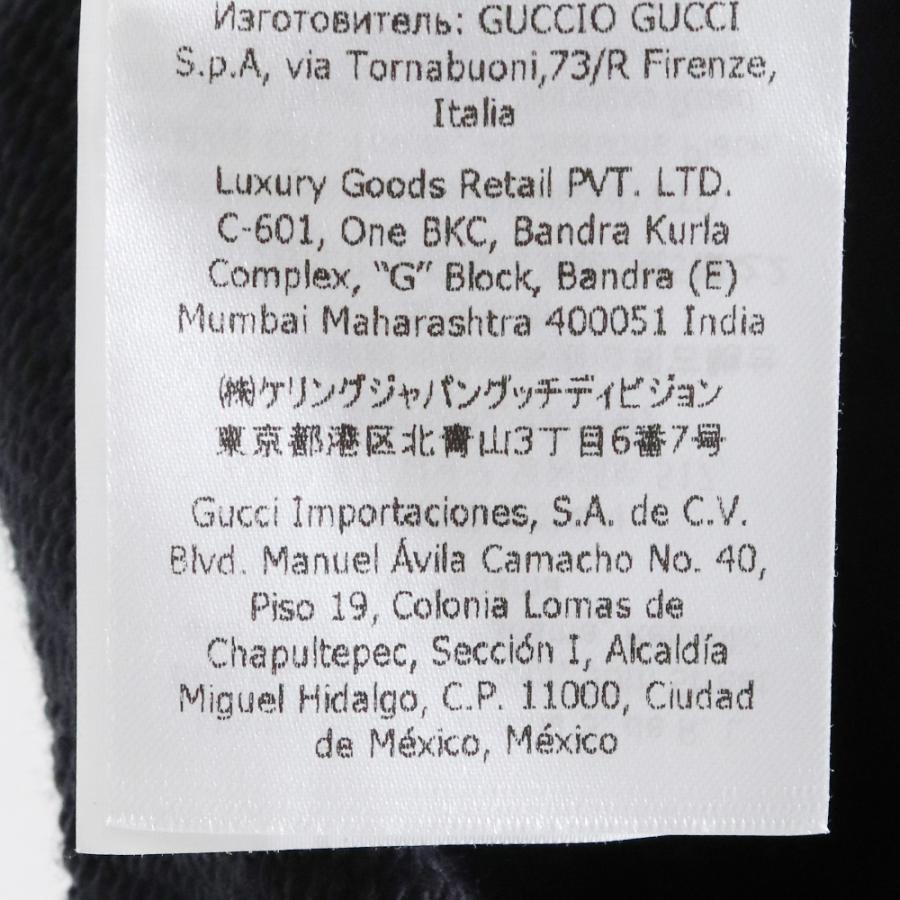 Изготовитель: GUCCIO GUCCI
S.p.A, via Tornabuoni,73/R Firenze,
Italia
Luxury Goods Retail PVT. LTD.
C-601, One BKC, Bandra Kurla
Complex, "G" Block, Bandra (E)
Mumbai Maharashtra 400051 India
㈱ケリングジャパングッチディビジョン
東京都港区北青山3丁目6番7号
Gucci Importaciones, S.A. de C.V.
Blvd. Manuel Ávila Camacho No. 40,
Piso 19, Colonia Lomas de
Chapultepec, Sección I, Alcaldía
Miguel Hidalgo, C.P. 11000, Ciudad
de México, México